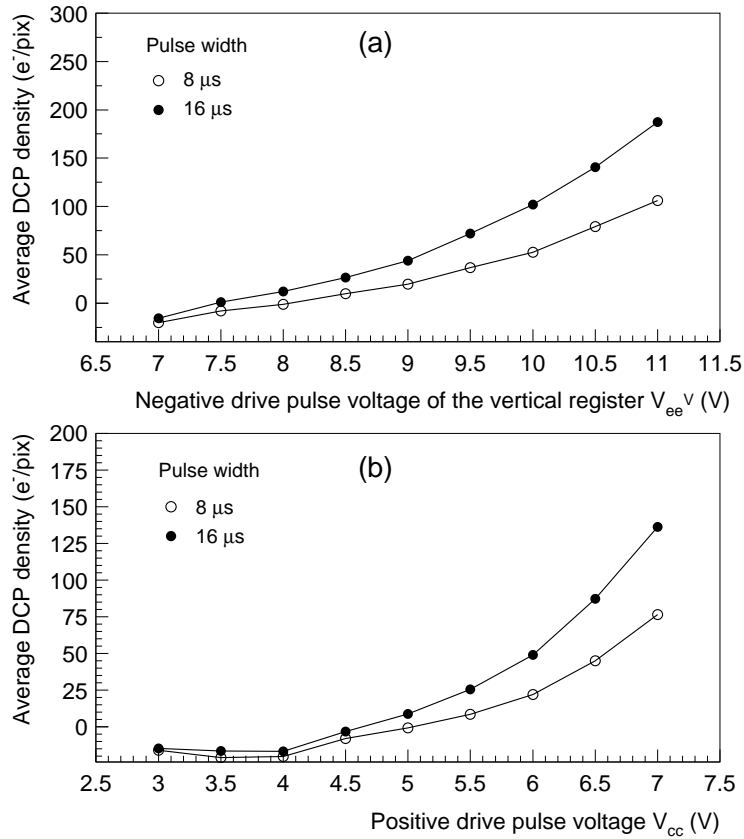 300
(a)
Pulse width
250
8 μs
200
16 μs
150
100
50
0
Average DCP density (e⁻/pix)
6.5 7 7.5 8 8.5 9 9.5 10 10.5 11 11.5
Negative drive pulse voltage of the vertical register V_ee^V (V)
200
(b)
175
Pulse width
150
8 μs
16 μs
125
100
75
50
25
0
Average DCP density (e⁻/pix)
2.5 3 3.5 4 4.5 5 5.5 6 6.5 7 7.5
Positive drive pulse voltage V_cc (V)